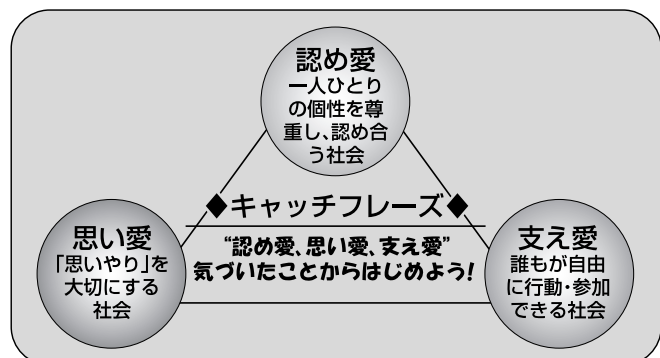 認め愛
一人ひとり
の個性を尊
重し、認め合
う社会
◆キャッチフレーズ◆
“認め愛、思い愛、支え愛”
気づいたことからはじめよう!
思い愛
「思いやり」を
大切にする
社会
支え愛
誰もが自由
に行動・参加
できる社会